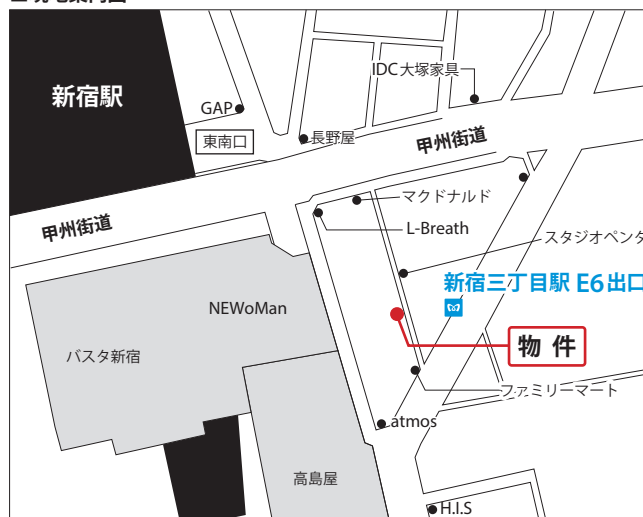 新宿駅
IDC大塚家具
GAP
東南口
長野屋
甲州街道
マクドナルド
L-Breath
甲州街道
スタジオペンタ
新宿三丁目駅 E6出口
NEWoMan
物 件
バスタ新宿
ファミリーマート
atmos
高島屋
H.I.S